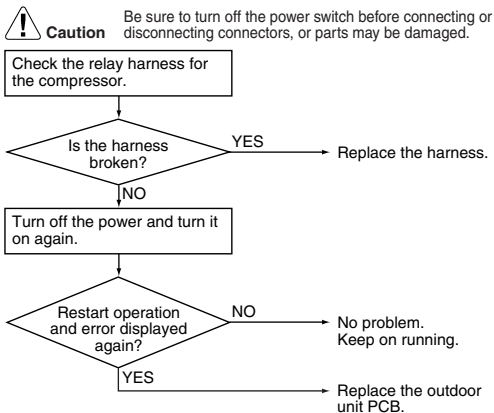 Caution
Be sure to turn off the power switch before connecting or
disconnecting connectors, or parts may be damaged.
Check the relay harness for
the compressor.
Is the harness
broken?
YES
Replace the harness.
NO
Turn off the power and turn it
on again.
Restart operation
and error displayed
again?
NO
No problem.
Keep on running.
YES
Replace the outdoor
unit PCB.